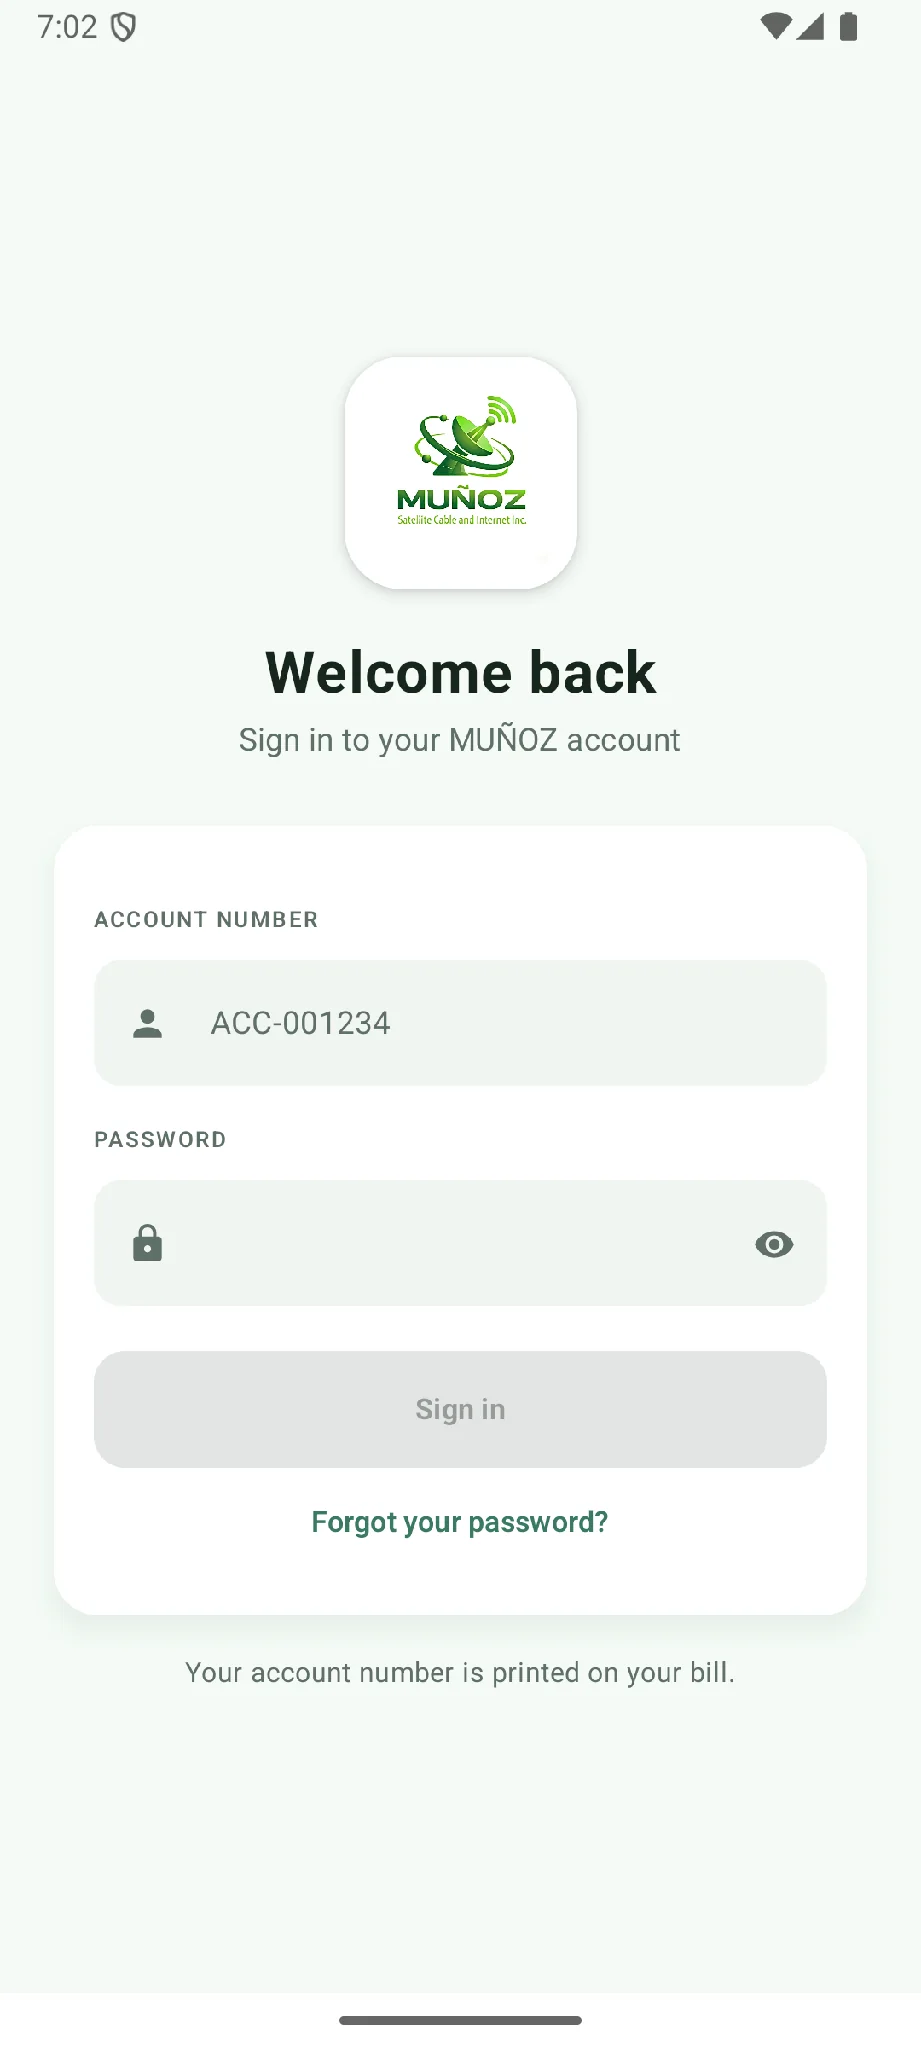 7:02
MUÑOZ
Satellite Cable and Internet Inc.
Welcome back
Sign in to your MUÑOZ account
ACCOUNT NUMBER
ACC-001234
PASSWORD
Sign in
Forgot your password?
Your account number is printed on your bill.